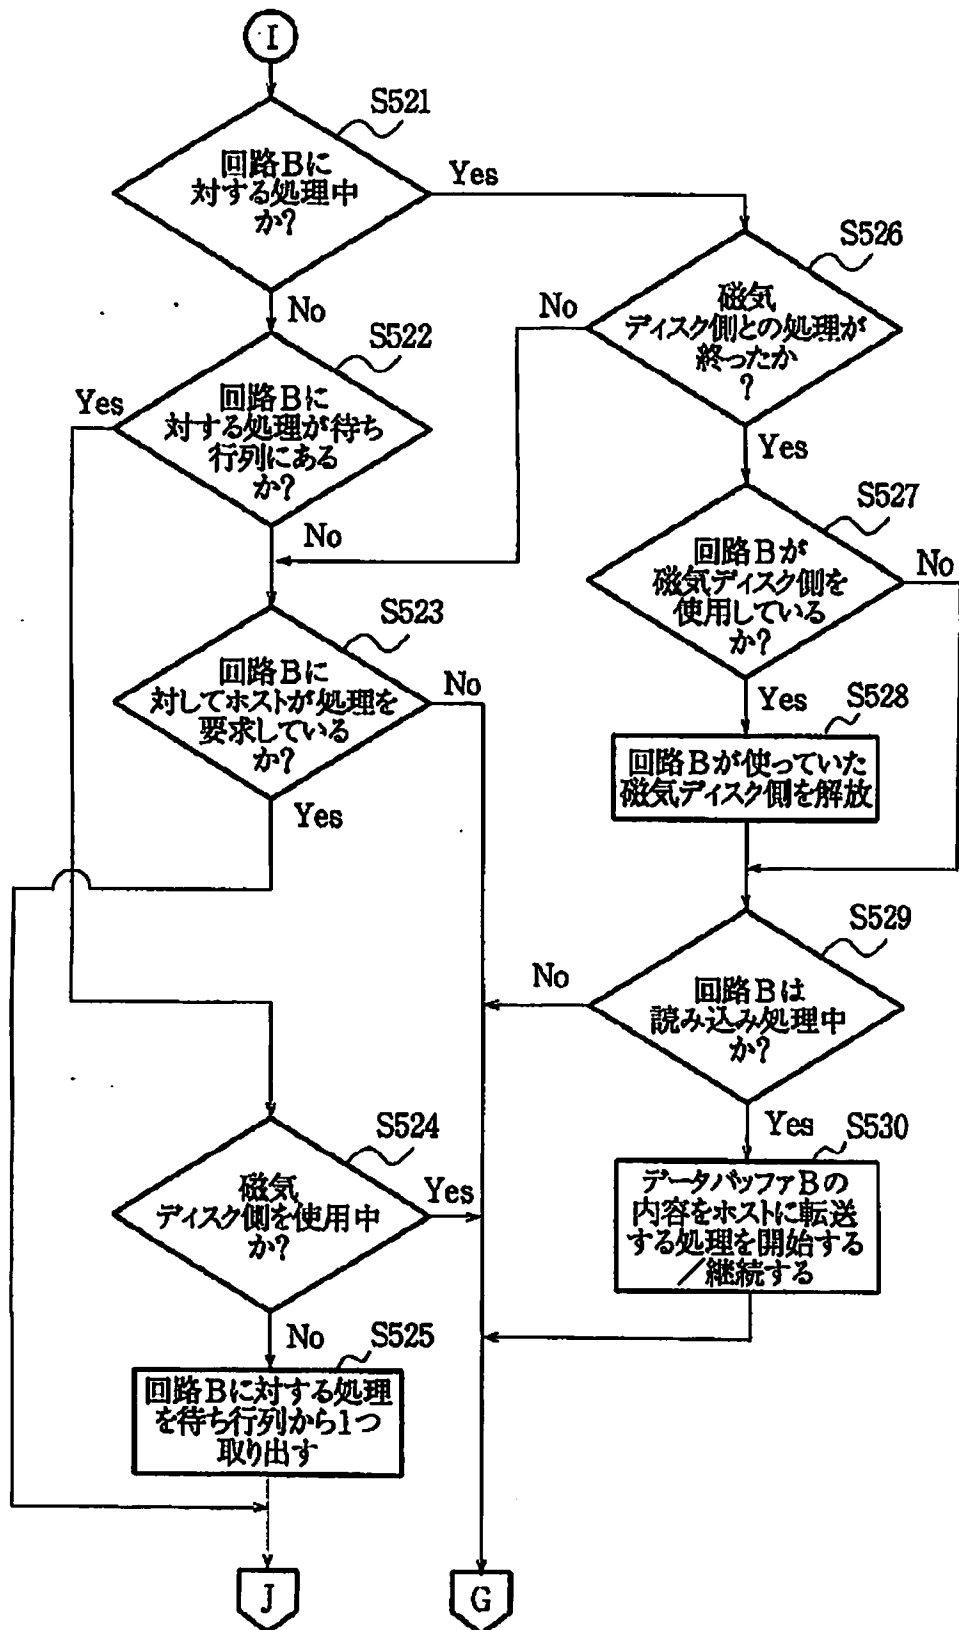 I
S521
回路Bに
対する処理中
か?
Yes
No
S526
磁気
ディスク側との処理が
終ったか
?
No
Yes
S522
回路Bに
対する処理が待ち
行列にある
か?
Yes
No
S527
回路Bが
磁気ディスク側を
使用している
か?
No
Yes
S523
回路Bに
対してホストが処理を
要求している
か?
No
Yes
S528
回路Bが使っていた
磁気ディスク側を解放
S529
回路Bは
読み込み処理中
か?
No
Yes
S524
磁気
ディスク側を使用中
か?
Yes
No
S530
データバッファBの
内容をホストに転送
する処理を開始する
/継続する
S525
回路Bに対する処理
を待ち行列から1つ
取り出す
J
G